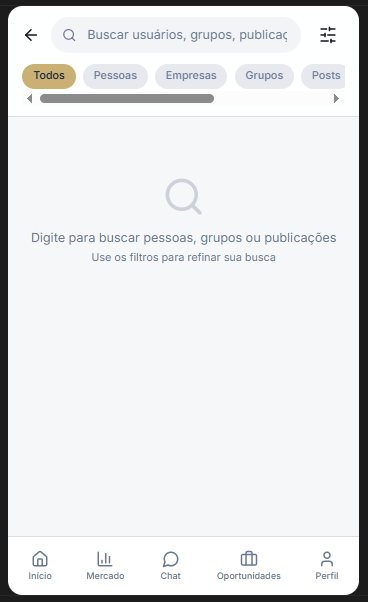 Buscar usuários, grupos, publicaç
Todos Pessoas Empresas Grupos Posts
Digite para buscar pessoas, grupos ou publicações
Use os filtros para refinar sua busca
Início Mercado Chat Oportunidades Perfil